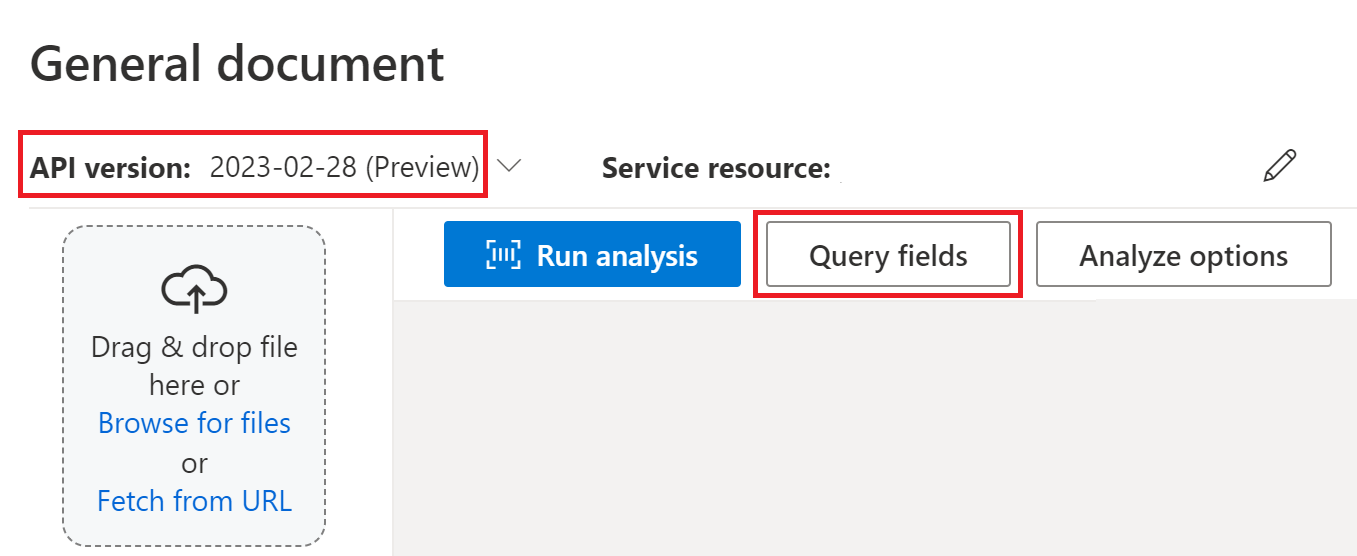 General document
API version: 2023-02-28 (Preview)
Service resource:
Run analysis
Query fields
Analyze options
Drag & drop file
here or
Browse for files
or
Fetch from URL